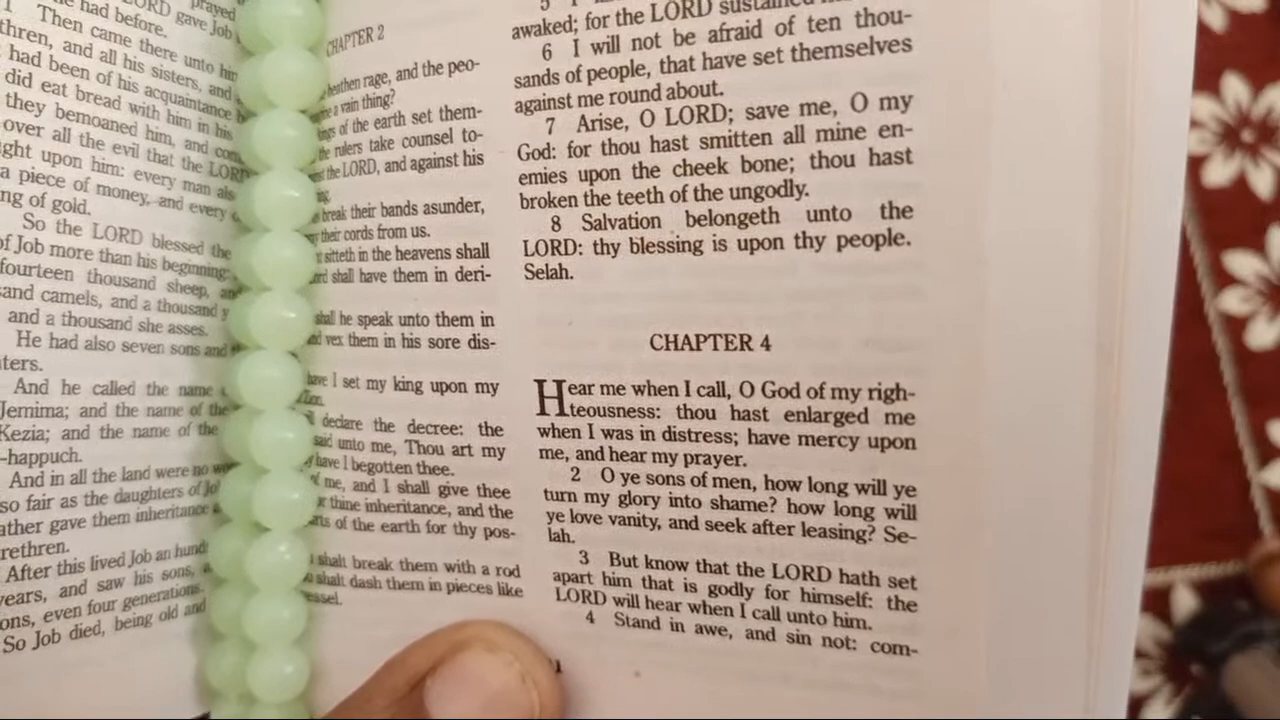 prayed
had before.
LORD gave Job
Then came there unto
thren, and all his sisters, and
had been of his acquaintance
did eat bread with him in his
they bemoaned him, and
over all the evil that the LORD
ght upon him: every man
a piece of money, and every
ng of gold.
So the LORD blessed the
of Job more than his beginning:
fourteen thousand sheep,
sand camels, and a thousand
and a thousand she asses.
He had also seven sons and
ters.
And he called the name
Jemima; and the name of the
Kezia; and the name of the
-happuch.
And in all the land were no
so fair as the daughters of
ather gave them inheritance
rethren.
After this lived Job an
years, and saw his sons,
ons, even four generations.
So Job died, being old and
CHAPTER 2
heathen rage, and the peo-
a vain thing?
of the earth set them-
the rulers take counsel to-
the LORD, and against his
break their bands asunder,
their cords from us.
sitteth in the heavens shall
shall have them in deri-
shall he speak unto them in
vex them in his sore dis-
have I set my king upon my
declare the decree: the
said unto me, Thou art my
have I begotten thee.
of me, and I shall give thee
thine inheritance, and the
of the earth for thy pos-
shalt break them with a rod
shalt dash them in pieces like
5 I
awaked; for the LORD sustained
6 I will not be afraid of ten thou-
sands of people, that have set themselves
against me round about.
7 Arise, O LORD; save me, O my
God: for thou hast smitten all mine en-
emies upon the cheek bone; thou hast
broken the teeth of the ungodly.
8 Salvation belongeth unto the
LORD: thy blessing is upon thy people.
Selah.
CHAPTER 4
Hear me when I call, O God of my righ-
teousness: thou hast enlarged me
when I was in distress; have mercy upon
me, and hear my prayer.
2 O ye sons of men, how long will ye
turn my glory into shame? how long will
ye love vanity, and seek after leasing? Se-
lah.
3 But know that the LORD hath set
apart him that is godly for himself: the
LORD will hear when I call unto him.
4 Stand in awe, and sin not: com-